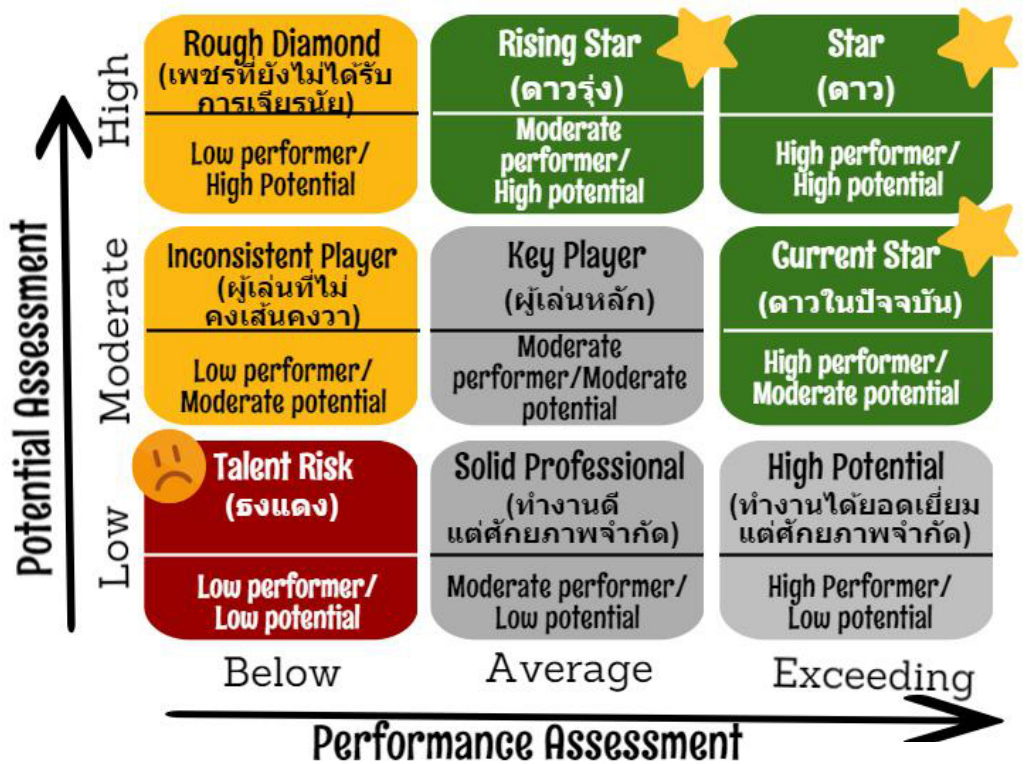 Potential Assessment
High
Rough Diamond
(เพชรที่ยังไม่ได้รับ
การเจียรนัย)
Low performer/
High Potential
Rising Star
(ดาวรุ่ง)
Moderate
performer/
High potential
Star
(ดาว)
High performer/
High potential
Moderate
Inconsistent Player
(ผู้เล่นที่ไม่
คงเส้นคงวา)
Low performer/
Moderate potential
Key Player
(ผู้เล่นหลัก)
Moderate
performer/Moderate
potential
Current Star
(ดาวในปัจจบัน)
High performer/
Moderate potential
Low
Talent Risk
(ธงแดง)
Low performer/
Low potential
Solid Professional
(ทำงานดี
แต่ศักยภาพจำกัด)
Moderate performer/
Low potential
High Potential
(ทำงานได้ยอดเยี่ยม
แต่ศักยภาพจำกัด)
High Performer/
Low potential
Below
Average
Exceeding
Performance Assessment